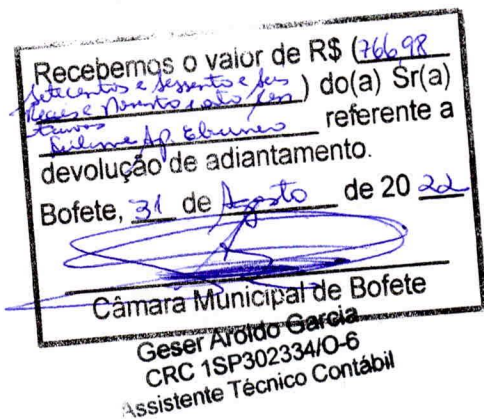 Recebemos o valor de R$ (766,98
Setecentos e sessenta e seis
Reais e noventa e oito cen) do(a) Sr(a)
tavos
Ap. Eburneo referente a
devolução de adiantamento.
Bofete, 31 de Agosto de 20 22
Câmara Municipal de Bofete
Geser Aroldo Garcia
CRC 1SP302334/O-6
Assistente Técnico Contábil